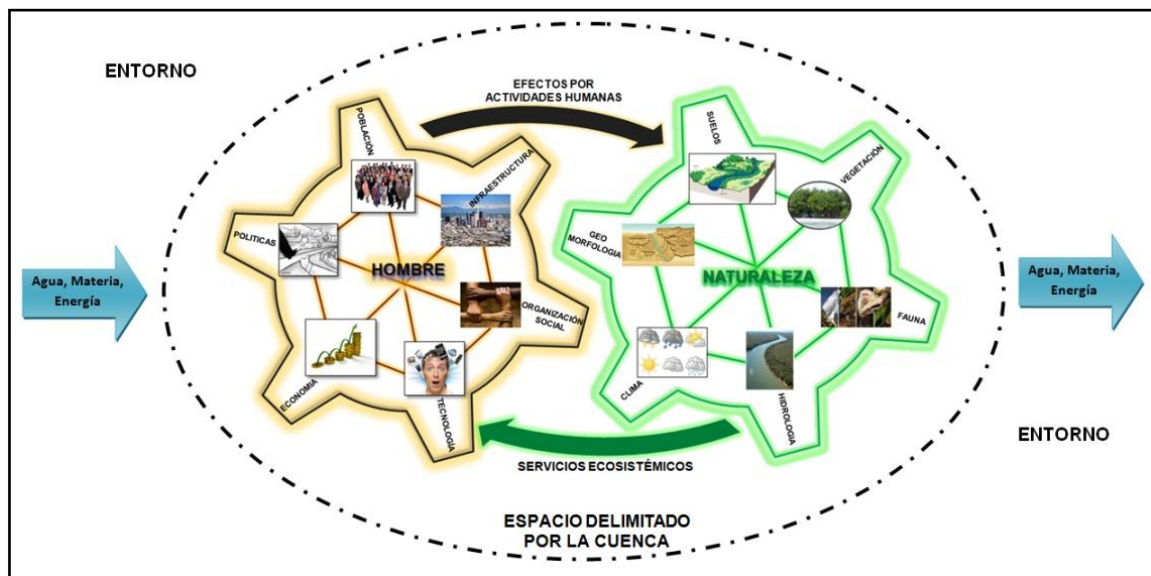 ENTORNO
EFECTOS POR
ACTIVIDADES HUMANAS
POBLACIÓN
INFRAESTRUCTURA
POLITICAS
HOMBRE
ORGANIZACIÓN
SOCIAL
ECONOMIA
TECNOLOGÍA
SUELOS
VEGETACIÓN
GEO
MORFOLOGIA
NATURALEZA
FAUNA
CLIMA
HIDROLOGIA
Agua, Materia,
Energía
Agua, Materia,
Energía
SERVICIOS ECOSISTÉMICOS
ENTORNO
ESPACIO DELIMITADO
POR LA CUENCA